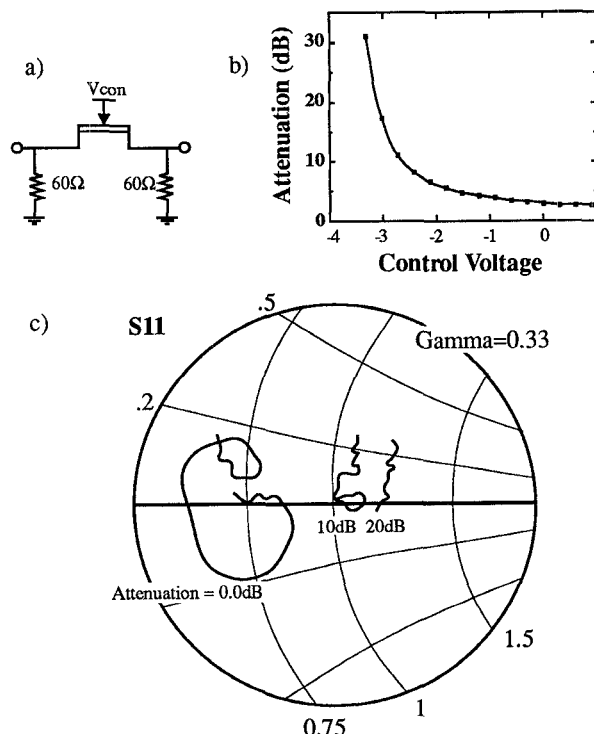 a)
Vcon
60Ω
60Ω
b)
Attenuation (dB)
30
20
10
0
-4
-3
-2
-1
0
Control Voltage
c)
S11
Gamma=0.33
.5
.2
10dB
20dB
Attenuation = 0.0dB
1.5
1
0.75